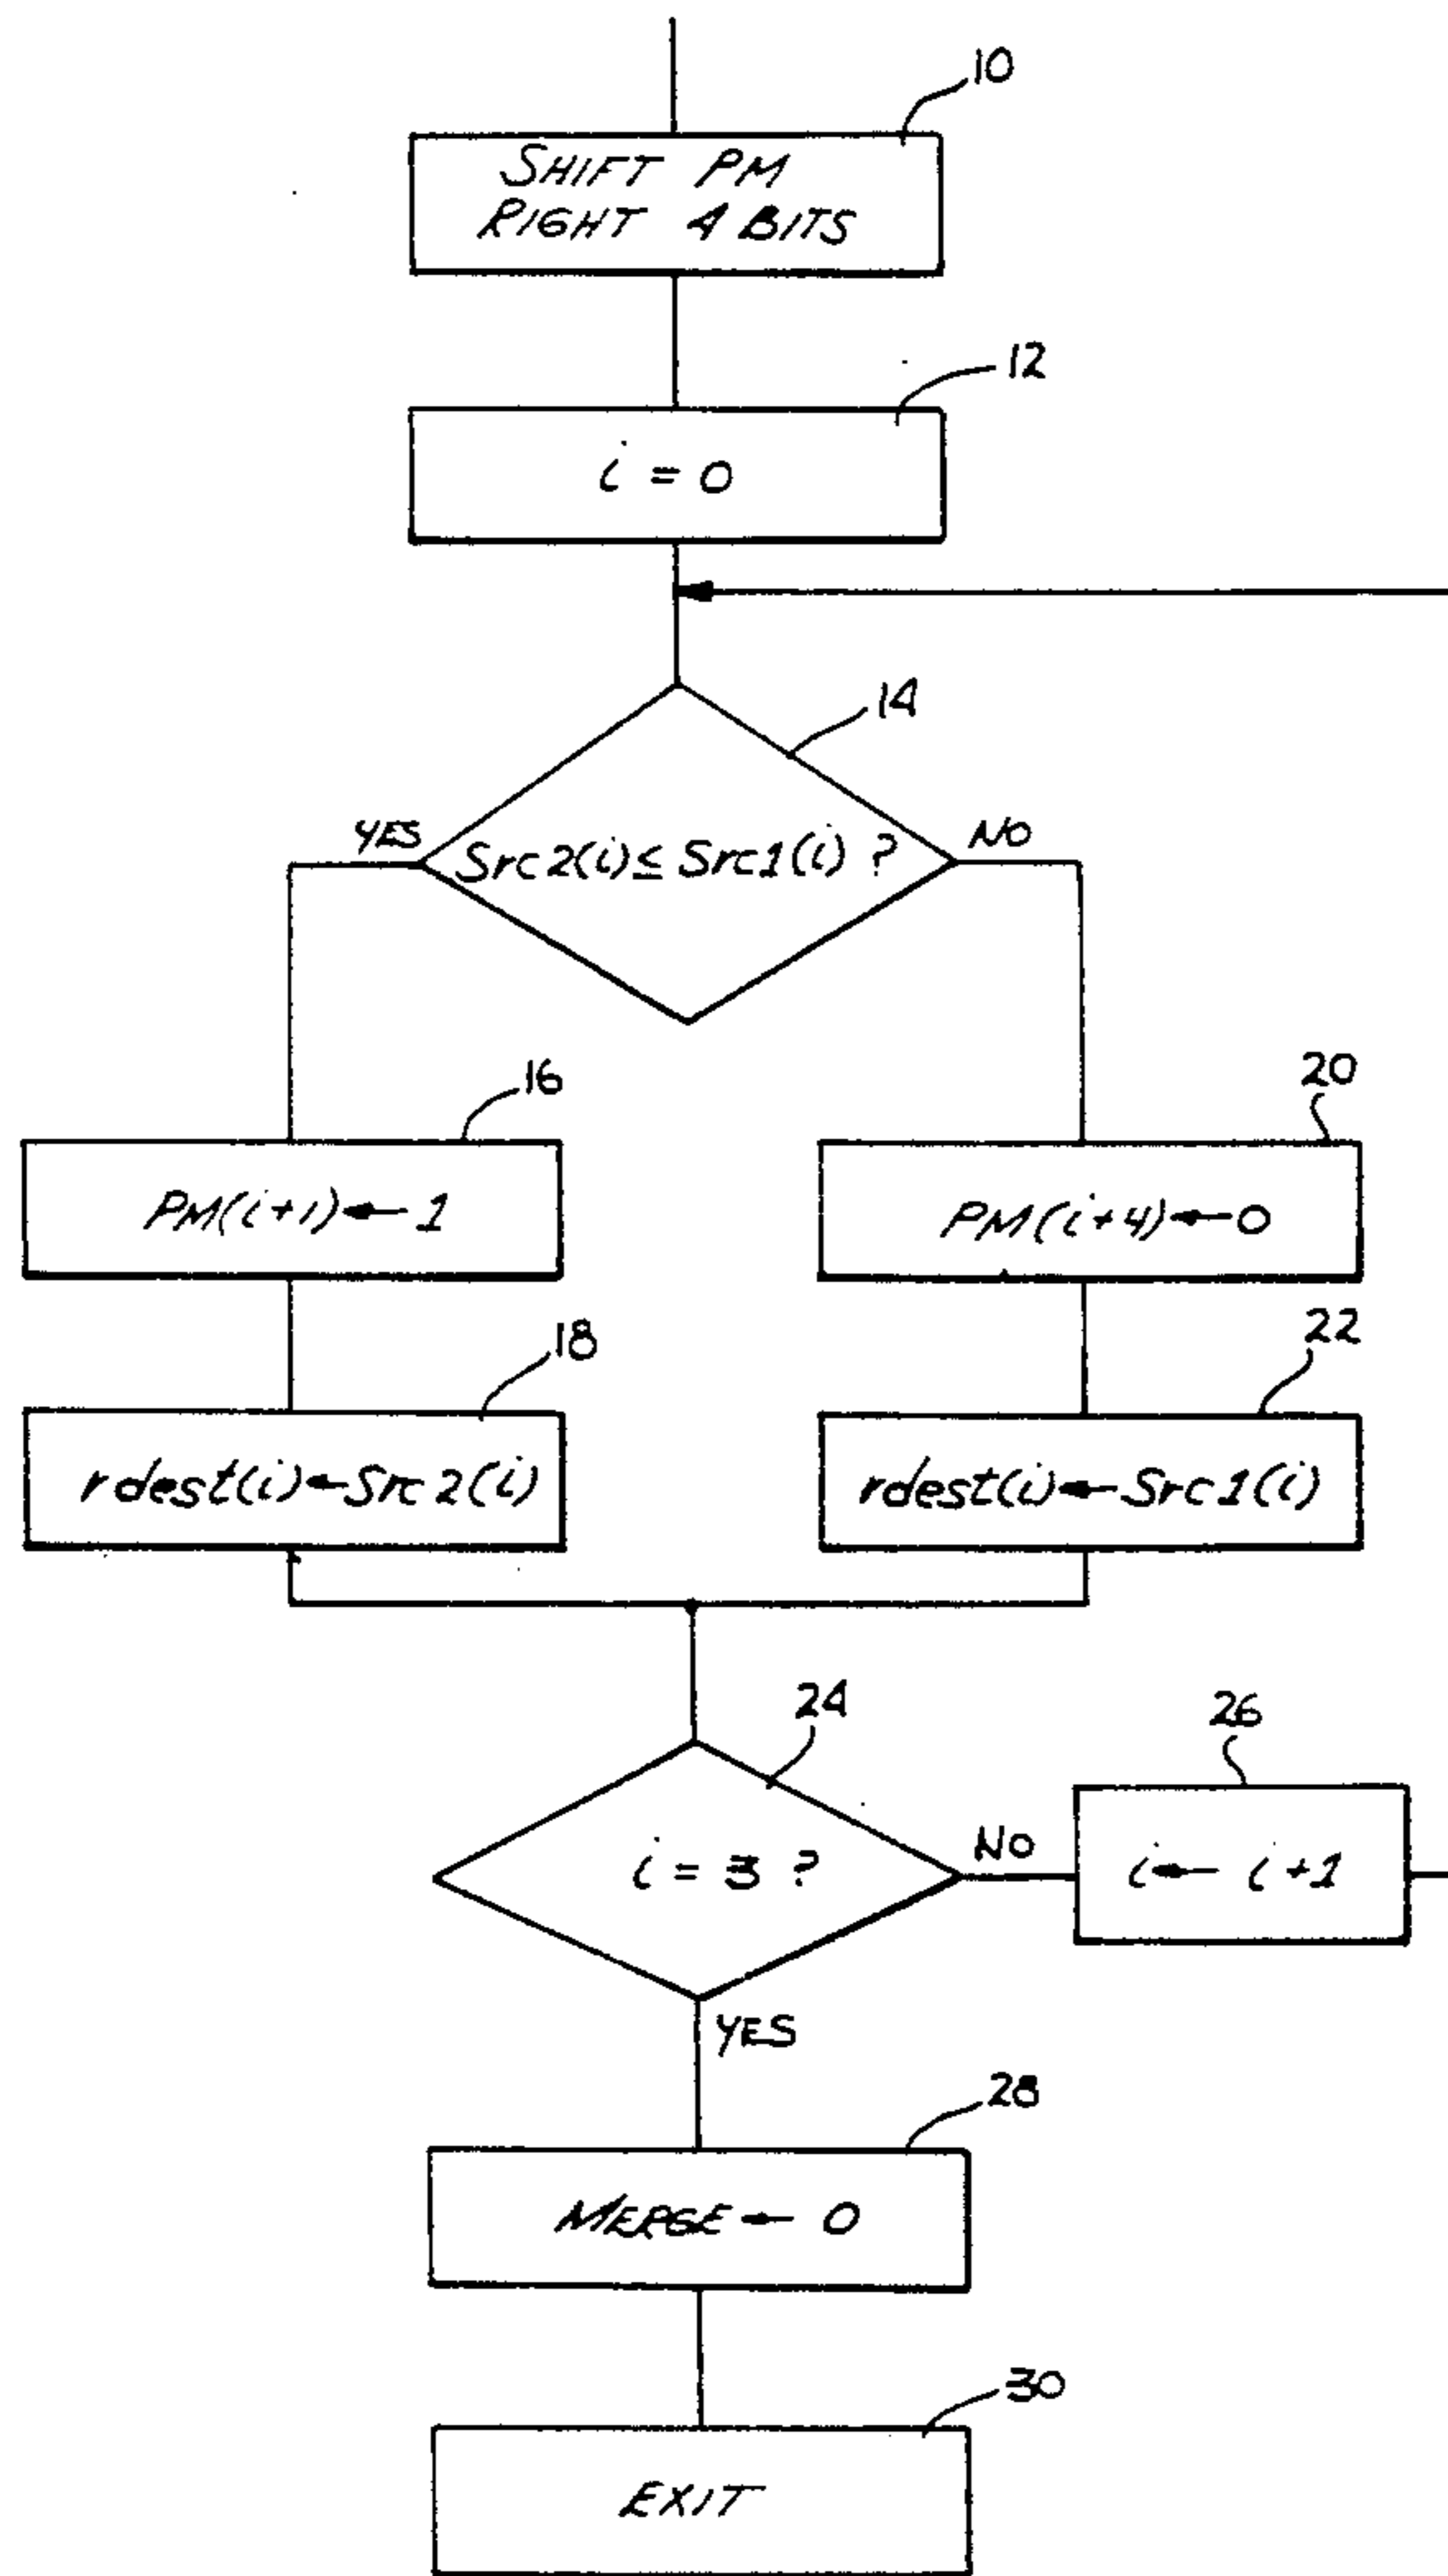 10
SHIFT PM
RIGHT 4 BITS
12
i = 0
14
YES
Src2(i)≤ Src1(i) ?
NO
16
PM(i+1)←1
20
PM(i+4)←0
18
rdest(i)←Src2(i)
22
rdest(i)←Src1(i)
24
i = 3 ?
NO
26
i← i+1
YES
28
MERGE ← 0
30
EXIT